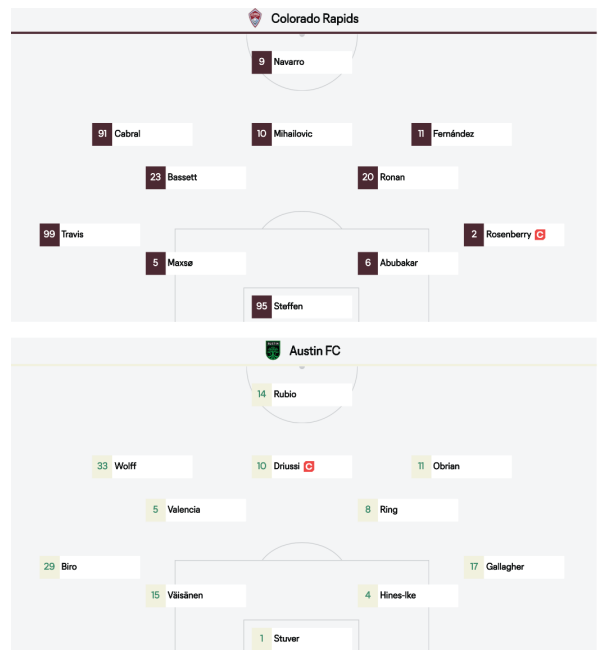 Colorado Rapids
9 Navarro
91 Cabral
10 Mihailovic
11 Fernández
23 Bassett
20 Ronan
99 Travis
2 Rosenberry C
5 Maxsø
6 Abubakar
95 Steffen
AUSTIN
Austin FC
14 Rubio
33 Wolff
10 Driussi C
11 Obrian
5 Valencia
8 Ring
29 Biro
17 Gallagher
15 Väisänen
4 Hines-Ike
1 Stuver